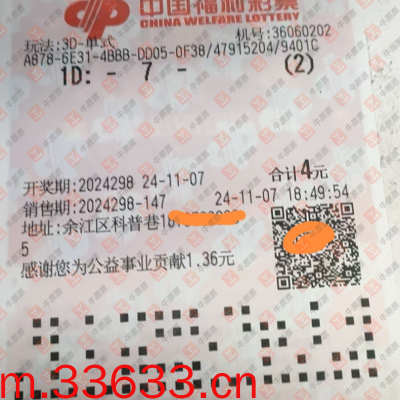 中国福利彩票
CHINA WELFARE LOTTERY
玩法:3D-单式 机号:36060202
A878-6E31-4BBB-DD05-0F38/47915204/9401C
1D: - 7 - (2)
开奖期:2024298 24-11-07 合计4元
销售期:2024298-147 24-11-07 18:49:54
地址:余江区科普巷
5
感谢您为公益事业贡献1.36元
m.33633.cn